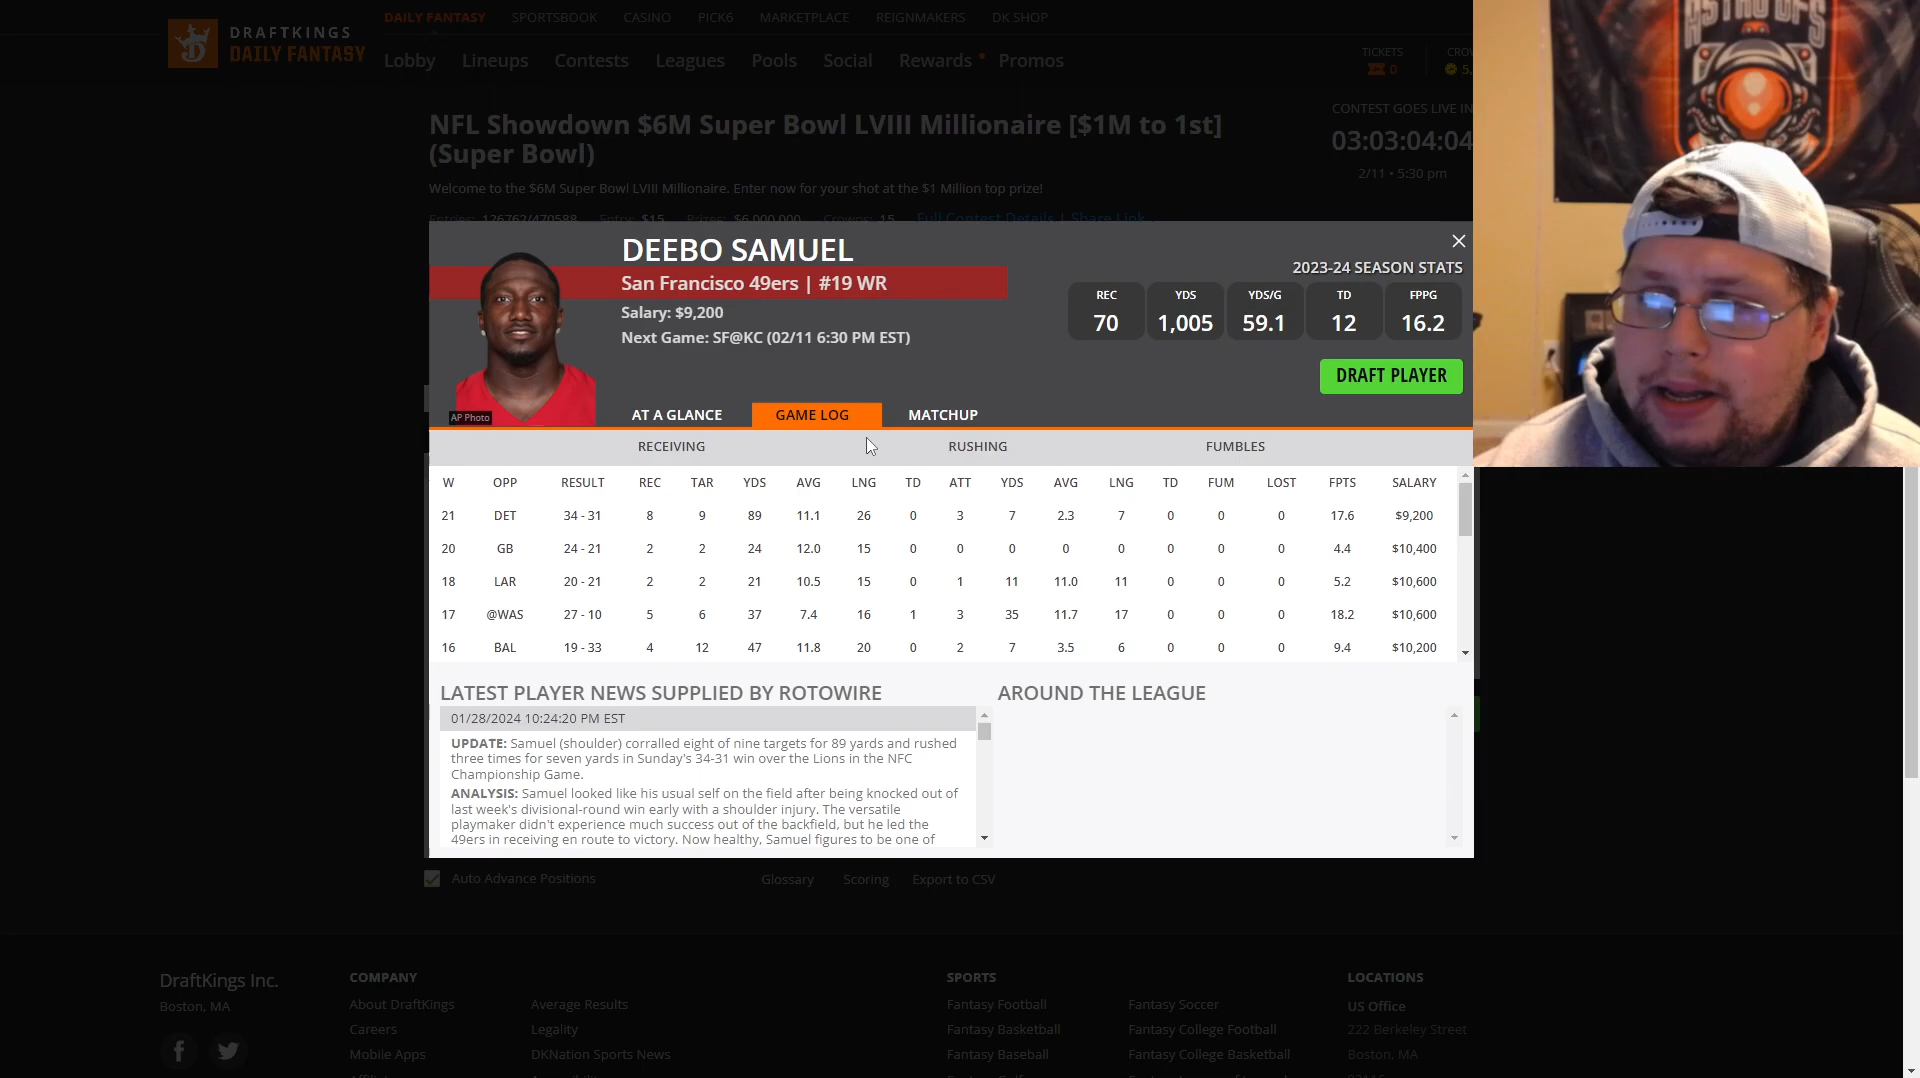 DRAFTKINGS
DAILY FANTASY
DAILY FANTASY SPORTSBOOK CASINO PICK6 MARKETPLACE REIGNMAKERS DK SHOP
Lobby Lineups Contests Leagues Pools Social Rewards Promos
TICKETS
0
NFL Showdown $6M Super Bowl LVIII Millionaire [$1M to 1st]
(Super Bowl)
CONTEST GOES LIVE IN
03:03:04:04
2/11 • 5:30 pm
Welcome to the $6M Super Bowl LVIII Millionaire. Enter now for your shot at the $1 Million top prize!
Entries: 126762/470588 Entry: $15 Prizes: $6,000,000 Crowns: 15 Full Contest Details | Share Link
ASTRO DFS
DEEBO SAMUEL
San Francisco 49ers | #19 WR
Salary: $9,200
Next Game: SF@KC (02/11 6:30 PM EST)
2023-24 SEASON STATS
REC YDS YDS/G TD FPPG
70 1,005 59.1 12 16.2
DRAFT PLAYER
AP Photo
AT A GLANCE GAME LOG MATCHUP
RECEIVING RUSHING FUMBLES
W OPP RESULT REC TAR YDS AVG LNG TD ATT YDS AVG LNG TD FUM LOST FPTS SALARY
21 DET 34 - 31 8 9 89 11.1 26 0 3 7 2.3 7 0 0 0 17.6 $9,200
20 GB 24 - 21 2 2 24 12.0 15 0 0 0 0 0 0 0 0 4.4 $10,400
18 LAR 20 - 21 2 2 21 10.5 15 0 1 11 11.0 11 0 0 0 5.2 $10,600
17 @WAS 27 - 10 5 6 37 7.4 16 1 3 35 11.7 17 0 0 0 18.2 $10,600
16 BAL 19 - 33 4 12 47 11.8 20 0 2 7 3.5 6 0 0 0 9.4 $10,200
LATEST PLAYER NEWS SUPPLIED BY ROTOWIRE
01/28/2024 10:24:20 PM EST
UPDATE: Samuel (shoulder) corralled eight of nine targets for 89 yards and rushed
three times for seven yards in Sunday's 34-31 win over the Lions in the NFC
Championship Game.
ANALYSIS: Samuel looked like his usual self on the field after being knocked out of
last week's divisional-round win early with a shoulder injury. The versatile
playmaker didn't experience much success out of the backfield, but he led the
49ers in receiving en route to victory. Now healthy, Samuel figures to be one of
AROUND THE LEAGUE
Auto Advance Positions
Glossary Scoring Export to CSV
DraftKings Inc.
Boston, MA
COMPANY
About DraftKings
Careers
Mobile Apps
Average Results
Legality
DKNation Sports News
SPORTS
Fantasy Football
Fantasy Basketball
Fantasy Baseball
Fantasy Soccer
Fantasy College Football
Fantasy College Basketball
LOCATIONS
US Office
222 Berkeley Street
Boston, MA